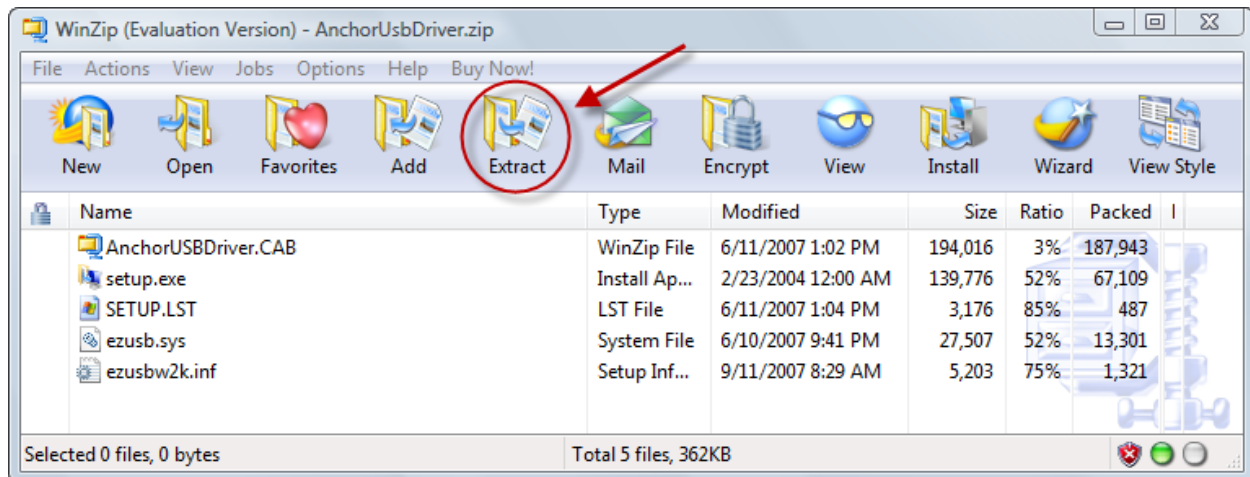 WinZip (Evaluation Version) - AnchorUsbDriver.zip
File Actions View Jobs Options Help Buy Now!
New Open Favorites Add Extract Mail Encrypt View Install Wizard View Style
Name Type Modified Size Ratio Packed
AnchorUSBDriver.CAB WinZip File 6/11/2007 1:02 PM 194,016 3% 187,943
setup.exe Install Ap... 2/23/2004 12:00 AM 139,776 52% 67,109
SETUP.LST LST File 6/11/2007 1:04 PM 3,176 85% 487
ezusb.sys System File 6/10/2007 9:41 PM 27,507 52% 13,301
ezusbw2k.inf Setup Inf... 9/11/2007 8:29 AM 5,203 75% 1,321
Selected 0 files, 0 bytes Total 5 files, 362KB